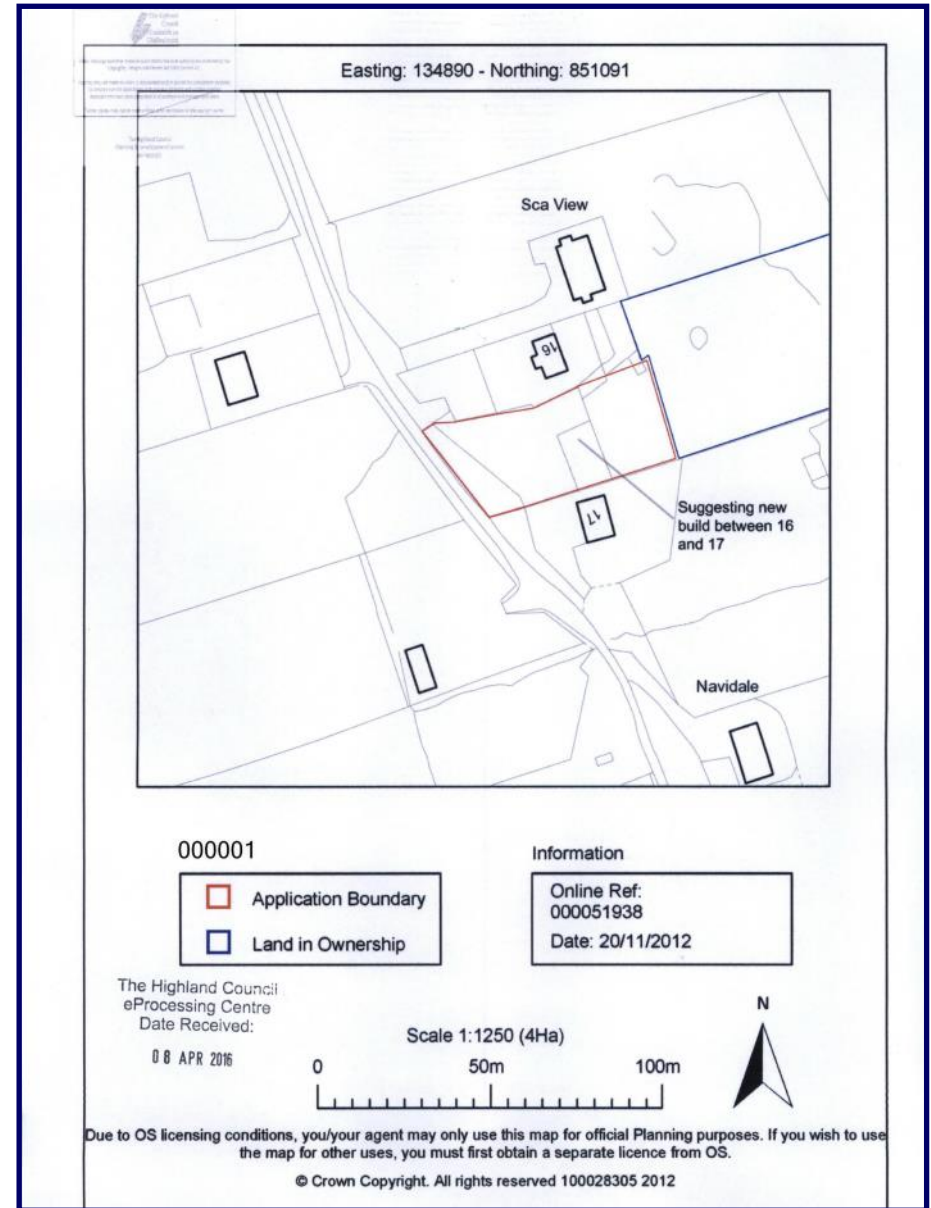 Easting: 134890 - Northing: 851091
Sca View
16
17
Suggesting new
build between 16
and 17
Navidale
000001
Application Boundary
Land in Ownership
Information
Online Ref:
000051938
Date: 20/11/2012
The Highland Council
eProcessing Centre
Date Received:
08 APR 2016
N
Scale 1:1250 (4Ha)
0 50m 100m
Due to OS licensing conditions, you/your agent may only use this map for official Planning purposes. If you wish to use
the map for other uses, you must first obtain a separate licence from OS.
© Crown Copyright. All rights reserved 100028305 2012